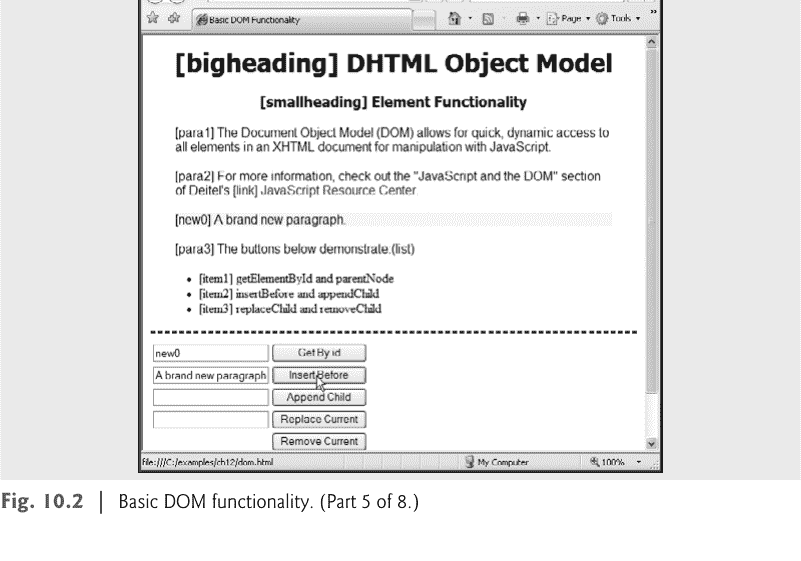 Basic DOM Functionality
Page
Tools
[bigheading] DHTML Object Model
[smallheading] Element Functionality
[para1] The Document Object Model (DOM) allows for quick, dynamic access to
all elements in an XHTML document for manipulation with JavaScript.
[para2] For more information, check out the "JavaScript and the DOM" section
of Deitel's [link] JavaScript Resource Center
[new0] A brand new paragraph.
[para3] The buttons below demonstrate:(list)
• [item1] getElementById and parentNode
• [item2] insertBefore and appendChild
• [item3] replaceChild and removeChild
new0 Get By id
A brand new paragraph Insert Before
Append Child
Replace Current
Remove Current
file:///C:/examples/ch12/dom.html My Computer 100%
Fig. 10.2 | Basic DOM functionality. (Part 5 of 8.)